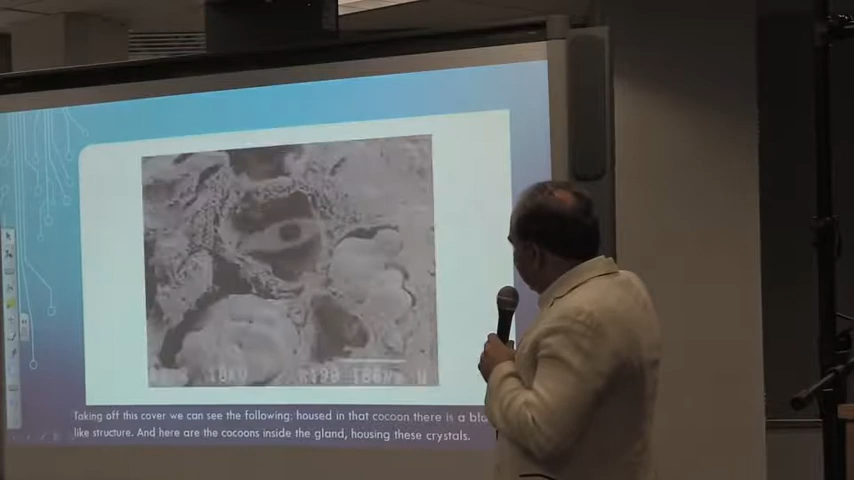 10KV
Taking off this cover we can see the following: housed in that cocoon there is a
like structure. And here are the cocoons inside the gland, housing these crystals.